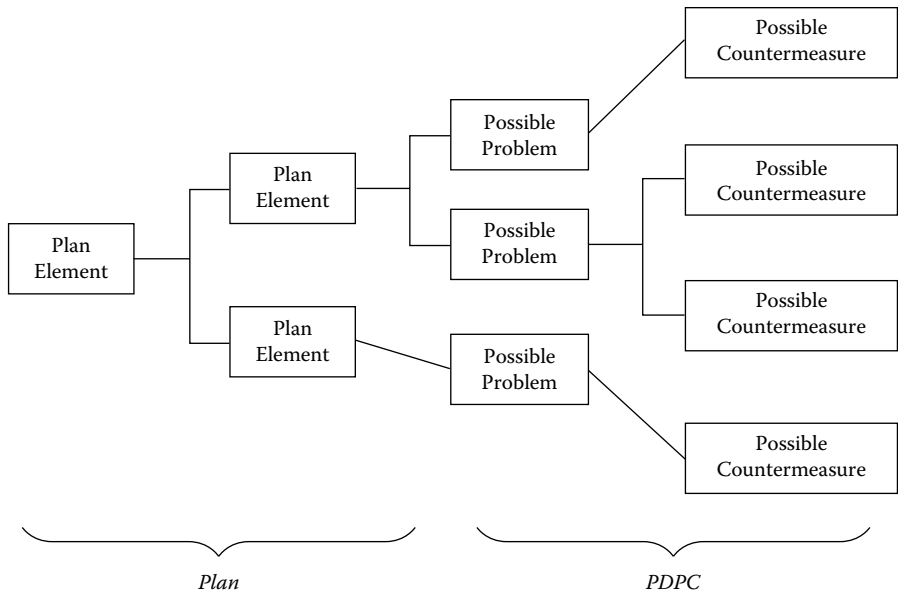 Possible
Countermeasure
Possible
Problem
Plan
Element
Possible
Countermeasure
Plan
Element
Possible
Problem
Possible
Countermeasure
Plan
Element
Possible
Problem
Possible
Countermeasure
Plan
PDPC